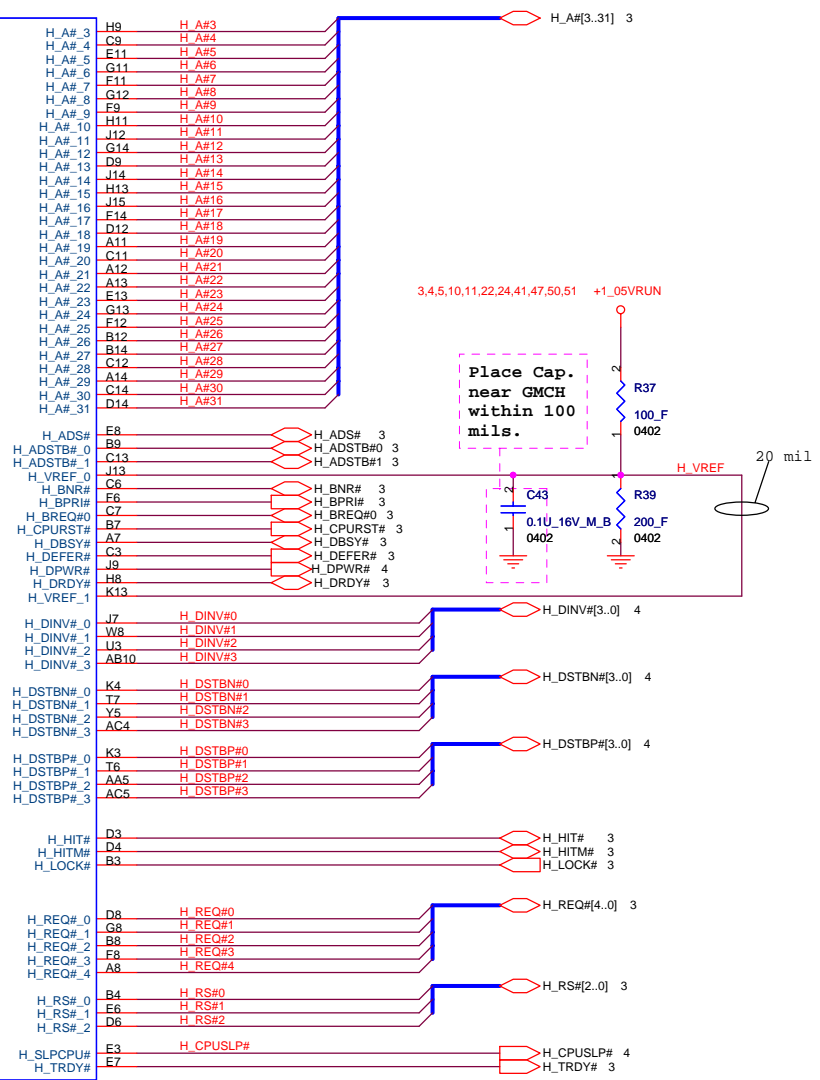 H_A#_3 H9 H_A#3 H_A#[3..31] 3
H_A#_4 C9 H_A#4
H_A#_5 E11 H_A#5
H_A#_6 G11 H_A#6
H_A#_7 F11 H_A#7
H_A#_8 G12 H_A#8
H_A#_9 F9 H_A#9
H_A#_10 H11 H_A#10
H_A#_11 J12 H_A#11
H_A#_12 G14 H_A#12
H_A#_13 D9 H_A#13
H_A#_14 J14 H_A#14
H_A#_15 H13 H_A#15
H_A#_16 J15 H_A#16
H_A#_17 F14 H_A#17
H_A#_18 D12 H_A#18
H_A#_19 A11 H_A#19
H_A#_20 C11 H_A#20
H_A#_21 A12 H_A#21
H_A#_22 A13 H_A#22
H_A#_23 E13 H_A#23
H_A#_24 G13 H_A#24
H_A#_25 F12 H_A#25
H_A#_26 B12 H_A#26
H_A#_27 B14 H_A#27
H_A#_28 C12 H_A#28
H_A#_29 A14 H_A#29
H_A#_30 C14 H_A#30
H_A#_31 D14 H_A#31
3,4,5,10,11,22,24,41,47,50,51 +1_05VRUN
Place Cap.
near GMCH
within 100
mils.
2
R37
100_F
0402
1
H_ADS# E8 H_ADS# 3
H_ADSTB#_0 B9 H_ADSTB#0 3
H_ADSTB#_1 C13 H_ADSTB#1 3
H_VREF_0 J13 H_VREF
20 mil
H_BNR# C6 H_BNR# 3
H_BPRI# F6 H_BPRI# 3
H_BREQ#0 C7 H_BREQ#0 3
H_CPURST# B7 H_CPURST# 3
H_DBSY# A7 H_DBSY# 3
H_DEFER# C3 H_DEFER# 3
H_DPWR# J9 H_DPWR# 4
H_DRDY# H8 H_DRDY# 3
H_VREF_1 K13
2
C43
0.1U_16V_M_B
1
0402
1
R39
200_F
2
0402
H_DINV#_0 J7 H_DINV#0 H_DINV#[3..0] 4
H_DINV#_1 W8 H_DINV#1
H_DINV#_2 U3 H_DINV#2
H_DINV#_3 AB10 H_DINV#3
H_DSTBN#_0 K4 H_DSTBN#0 H_DSTBN#[3..0] 4
H_DSTBN#_1 T7 H_DSTBN#1
H_DSTBN#_2 Y5 H_DSTBN#2
H_DSTBN#_3 AC4 H_DSTBN#3
H_DSTBP#_0 K3 H_DSTBP#0 H_DSTBP#[3..0] 4
H_DSTBP#_1 T6 H_DSTBP#1
H_DSTBP#_2 AA5 H_DSTBP#2
H_DSTBP#_3 AC5 H_DSTBP#3
H_HIT# D3 H_HIT# 3
H_HITM# D4 H_HITM# 3
H_LOCK# B3 H_LOCK# 3
H_REQ#_0 D8 H_REQ#0 H_REQ#[4..0] 3
H_REQ#_1 G8 H_REQ#1
H_REQ#_2 B8 H_REQ#2
H_REQ#_3 F8 H_REQ#3
H_REQ#_4 A8 H_REQ#4
H_RS#_0 B4 H_RS#0 H_RS#[2..0] 3
H_RS#_1 E6 H_RS#1
H_RS#_2 D6 H_RS#2
H_SLPCPU# E3 H_CPUSLP# H_CPUSLP# 4
H_TRDY# E7 H_TRDY# 3